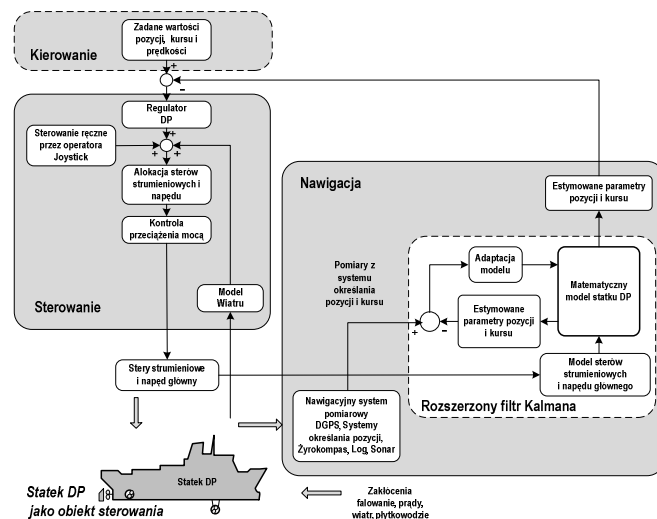 Zadane wartości
pozycji, kursu i
prędkości
Kierowanie
+
−
Regulator
DP
+
Sterowanie ręczne
przez operatora
Joystick
+ +
Alokacja sterów
strumieniowych i
napędu
Kontrola
przeciążenia mocą
Sterowanie
Model
Wiatru
Stery strumieniowe
i napęd główny
Nawigacja
Estymowane parametry
pozycji i kursu
Pomiary z
systemu
określania
pozycji i kursu
Adaptacja
modelu
Matematyczny
model statku DP
+
−
Estymowane
parametry pozycji i
kursu
Model sterów
strumieniowych i
napędu głównego
Rozszerzony filtr Kalmana
Nawigacyjny system
pomiarowy
DGPS, Systemy
określania pozycji,
Żyrokompas, Log, Sonar
Statek DP
Statek DP
jako obiekt sterowania
Zakłócenia
falowanie, prądy,
wiatr, płytkowodzie